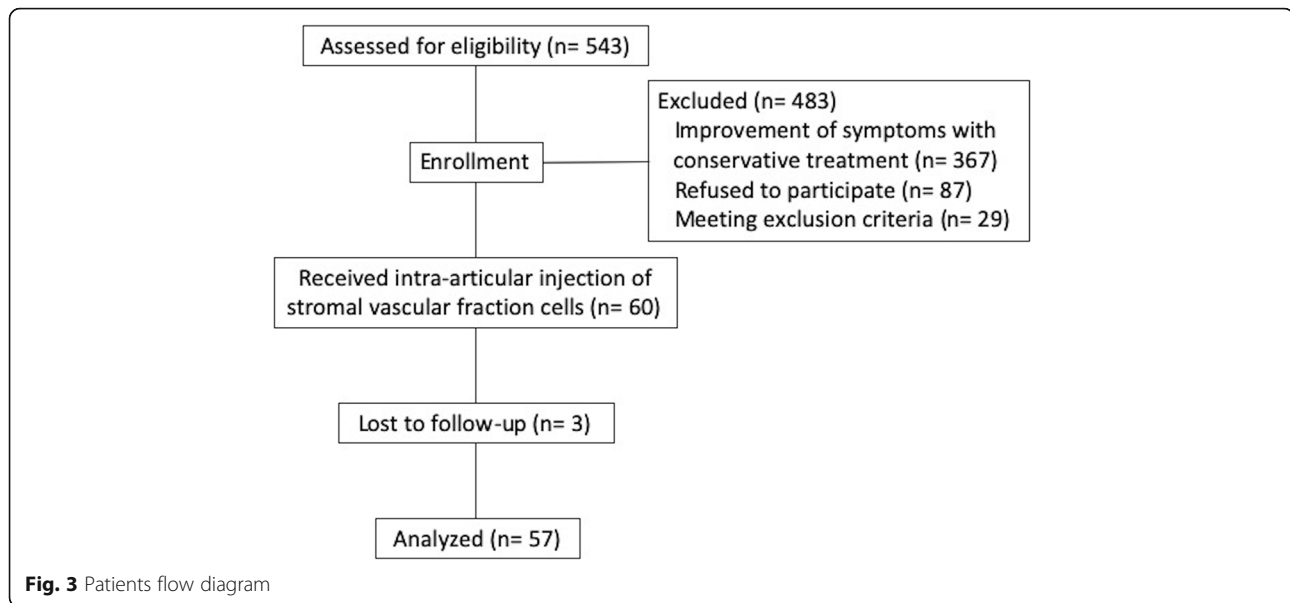 Assessed for eligibility (n= 543)
Excluded (n= 483)
Improvement of symptoms with
conservative treatment (n= 367)
Refused to participate (n= 87)
Meeting exclusion criteria (n= 29)
Enrollment
Received intra-articular injection of
stromal vascular fraction cells (n= 60)
Lost to follow-up (n= 3)
Analyzed (n= 57)
Fig. 3 Patients flow diagram